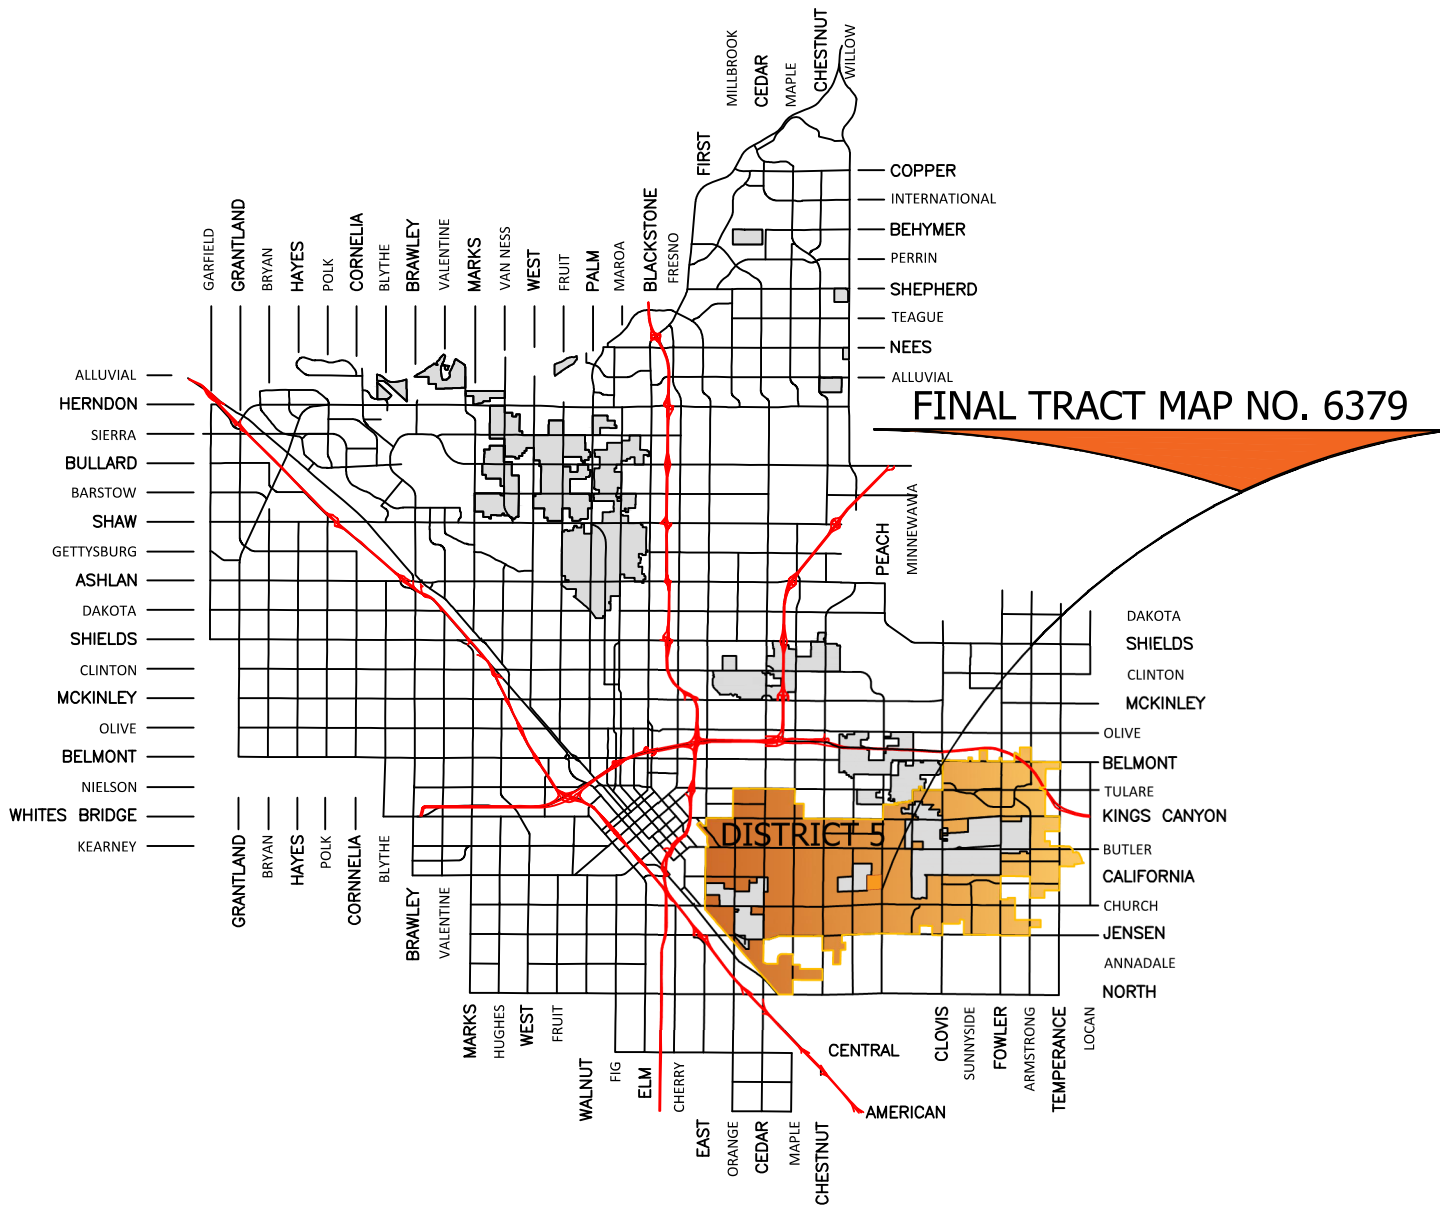 MILLBROOK
CEDAR
MAPLE
CHESTNUT
WILLOW
FIRST
COPPER
INTERNATIONAL
BEHYMER
PERRIN
SHEPHERD
TEAGUE
NEES
ALLUVIAL
GARFIELD
GRANTLAND
BRYAN
HAYES
POLK
CORNELIA
BLYTHE
BRAWLEY
VALENTINE
MARKS
VAN NESS
WEST
FRUIT
PALM
MAROA
BLACKSTONE
FRESNO
FINAL TRACT MAP NO. 6379
ALLUVIAL
HERNDON
SIERRA
BULLARD
BARSTOW
SHAW
GETTYSBURG
ASHLAN
DAKOTA
SHIELDS
CLINTON
MCKINLEY
OLIVE
BELMONT
NIELSON
WHITES BRIDGE
KEARNEY
PEACH
MINNEWAWA
DAKOTA
SHIELDS
CLINTON
MCKINLEY
OLIVE
BELMONT
TULARE
KINGS CANYON
BUTLER
CALIFORNIA
CHURCH
JENSEN
ANNADALE
NORTH
DISTRICT 5
GRANTLAND
BRYAN
HAYES
POLK
CORNNELIA
BLYTHE
BRAWLEY
VALENTINE
MARKS
HUGHES
WEST
FRUIT
WALNUT
FIG
ELM
CHERRY
EAST
ORANGE
CEDAR
MAPLE
CHESTNUT
CENTRAL
AMERICAN
CLOVIS
SUNNYSIDE
FOWLER
ARMSTRONG
TEMPERANCE
LOCAN